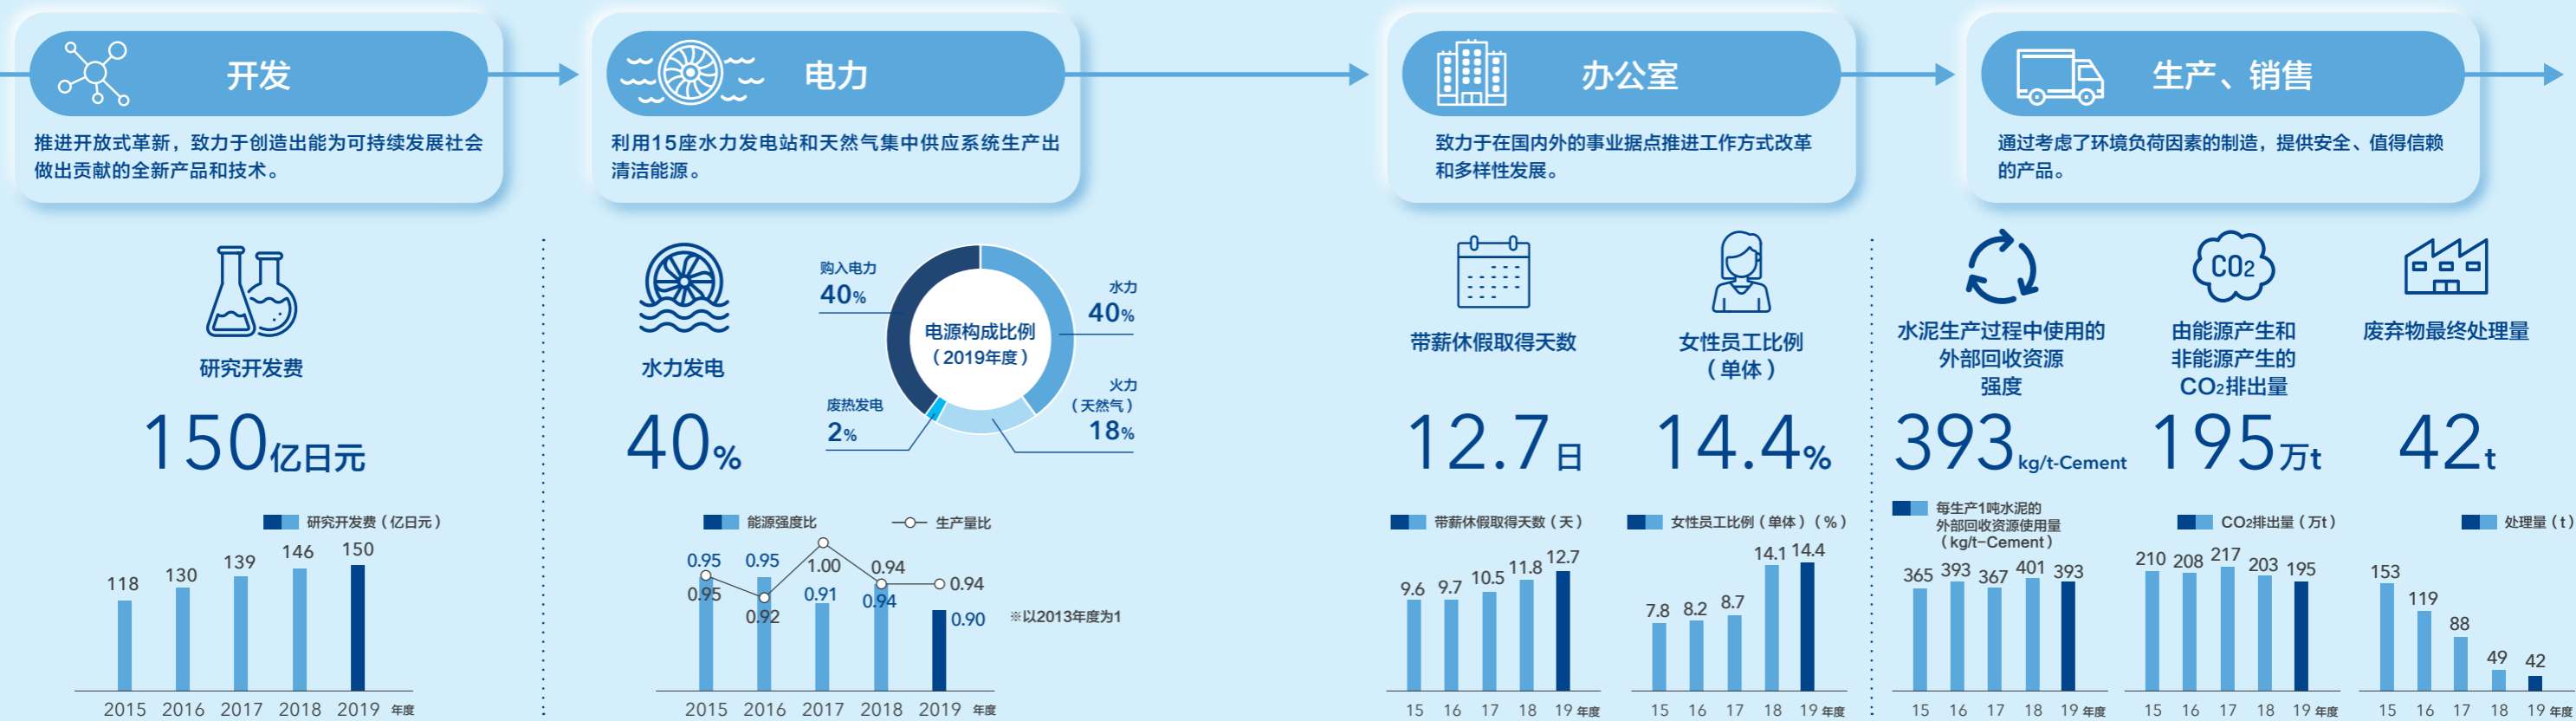 开发
推进开放式革新，致力于创造出能为可持续发展社会
做出贡献的全新产品和技术。
研究开发费
150亿日元
研究开发费（亿日元）
118 130 139 146 150
2015 2016 2017 2018 2019 年度
电力
利用15座水力发电站和天然气集中供应系统生产出
清洁能源。
水力发电
40%
电源构成比例
（2019年度）
购入电力
40%
水力
40%
火力
（天然气）
18%
废热发电
2%
能源强度比
生产量比
0.95 0.95 0.91 0.94 0.90
0.95 0.92 1.00 0.94 0.94
※以2013年度为1
2015 2016 2017 2018 2019 年度
办公室
致力于在国内外的事业据点推进工作方式改革
和多样性发展。
带薪休假取得天数
12.7日
带薪休假取得天数（天）
9.6 9.7 10.5 11.8 12.7
15 16 17 18 19 年度
女性员工比例
（单体）
14.4%
女性员工比例（单体）（%）
7.8 8.2 8.7 14.1 14.4
15 16 17 18 19 年度
生产、销售
通过考虑了环境负荷因素的制造，提供安全、值得信赖
的产品。
水泥生产过程中使用的
外部回收资源
强度
393kg/t-Cement
每生产1吨水泥的
外部回收资源使用量
（kg/t-Cement）
365 393 367 401 393
15 16 17 18 19 年度
CO2
由能源产生和
非能源产生的
CO2排出量
195万t
CO2排出量（万t）
210 208 217 203 195
15 16 17 18 19 年度
废弃物最终处理量
42t
处理量（t）
153 119 88 49 42
15 16 17 18 19 年度